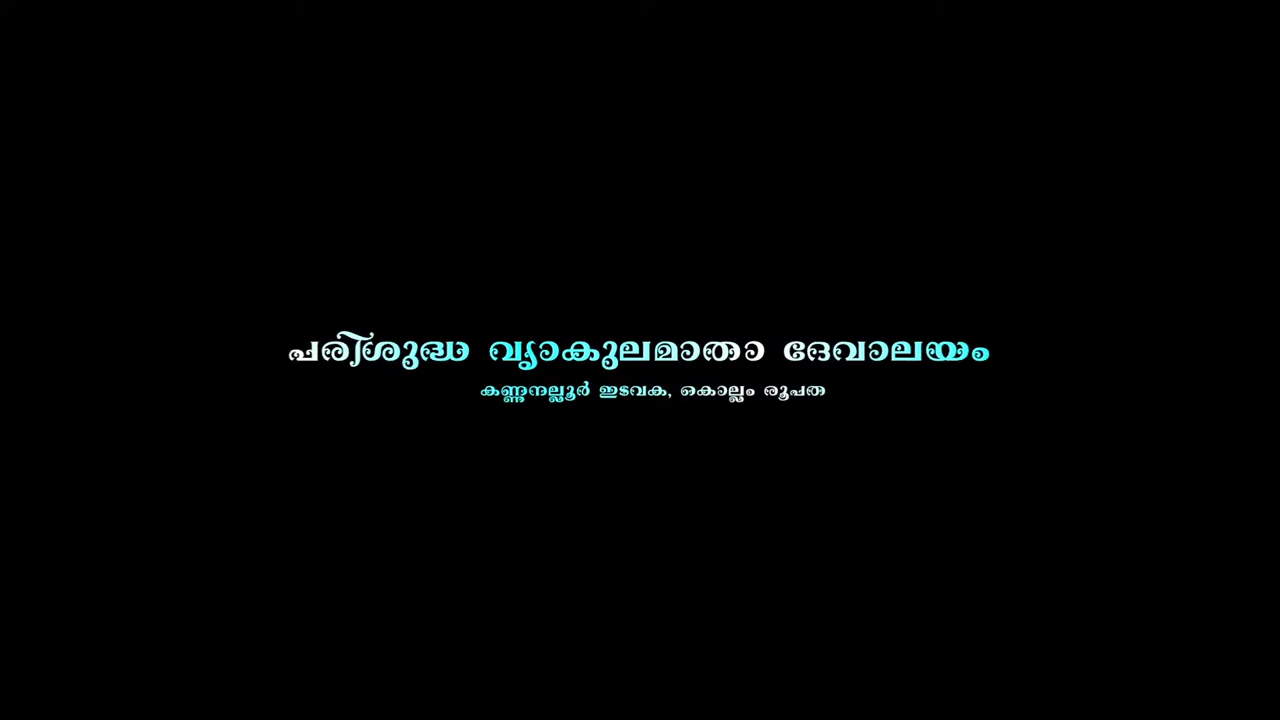 പരിശുദ്ധ വ്യാകുലമാതാ ദേവാലയം
കണ്ണനല്ലൂർ ഇടവക, കൊല്ലം രൂപത